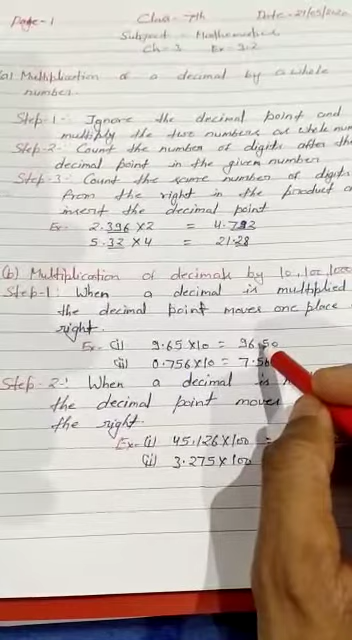 Page-1 Class-7th Date-21/05/2020
Subject - Mathematics
Ch-3 Ex-3.2
(a) Multiplication of a decimal by a whole
number.
Step-1- Ignore the decimal point and
multiply the two numbers as whole num
Step-2- Count the number of digits after the
decimal point in the given number
Step-3- Count the same number of digits
from the right in the product a
insert the decimal point
Ex- 2.396 × 2 = 4.792
5.32 × 4 = 21.28
(b) Multiplication of decimals by 10,100,1000
Step-1: When a decimal is multiplied
the decimal point moves one place
right.
Ex- (i) 9.65 × 10 = 96.50
(ii) 0.756 × 10 = 7.56
Step-2-: When a decimal is
the decimal point moves
the right.
Ex- (i) 45.126 × 100 =
(ii) 3.275 × 100